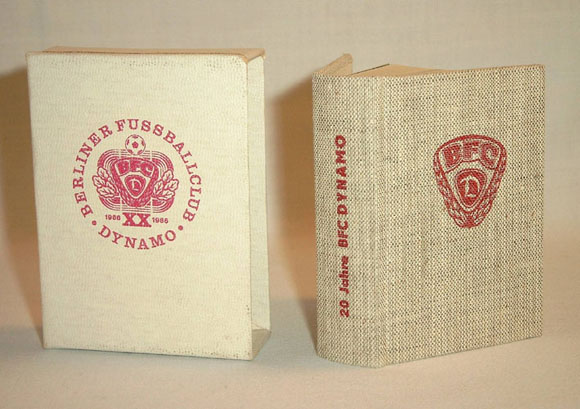 BERLINER FUSSBALLCLUB
BFC
D
1966 XX 1986
• DYNAMO •
20 Jahre BFC DYNAMO
BFC
D